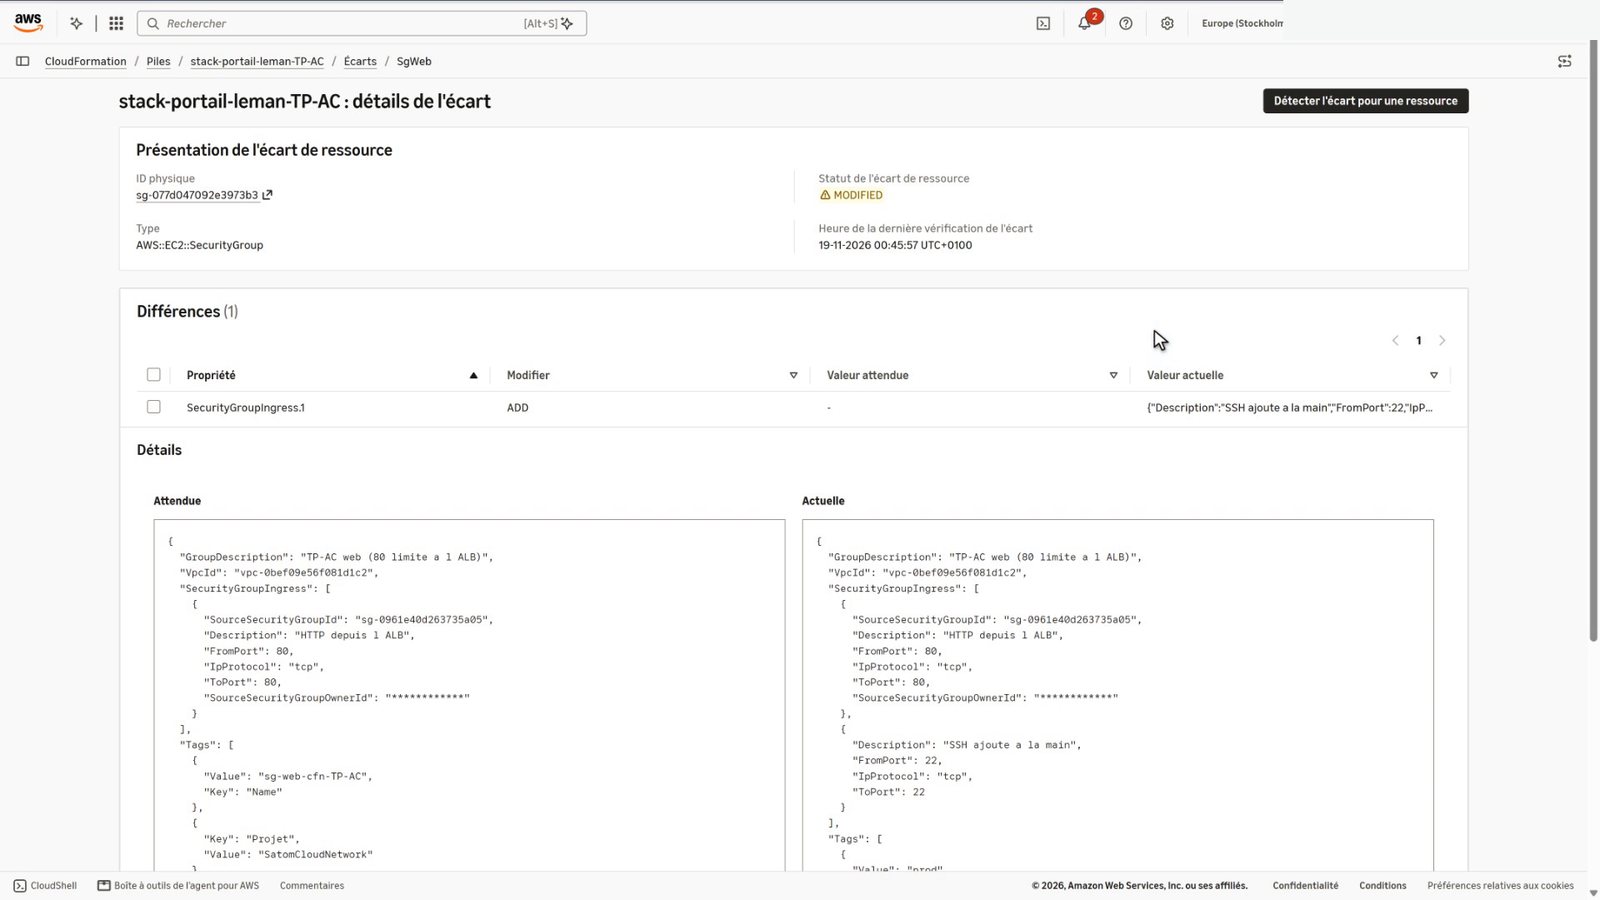 aws
Rechercher
[Alt+S]
2
Europe (Stockholm
CloudFormation / Piles / stack-portail-leman-TP-AC / Écarts / SgWeb
stack-portail-leman-TP-AC : détails de l'écart
Détecter l'écart pour une ressource
Présentation de l'écart de ressource
ID physique
sg-077d047092e3973b3
Statut de l'écart de ressource
MODIFIED
Type
AWS::EC2::SecurityGroup
Heure de la dernière vérification de l'écart
19-11-2026 00:45:57 UTC+0100
Différences (1)
1
Propriété Modifier Valeur attendue Valeur actuelle
SecurityGroupIngress.1 ADD - {"Description":"SSH ajoute a la main","FromPort":22,"IpP...
Détails
Attendue
{
"GroupDescription": "TP-AC web (80 limite a l ALB)",
"VpcId": "vpc-0bef09e56f081d1c2",
"SecurityGroupIngress": [
{
"SourceSecurityGroupId": "sg-0961e40d263735a05",
"Description": "HTTP depuis l ALB",
"FromPort": 80,
"IpProtocol": "tcp",
"ToPort": 80,
"SourceSecurityGroupOwnerId": "************"
}
],
"Tags": [
{
"Value": "sg-web-cfn-TP-AC",
"Key": "Name"
},
{
"Key": "Projet",
"Value": "SatomCloudNetwork"
}
Actuelle
{
"GroupDescription": "TP-AC web (80 limite a l ALB)",
"VpcId": "vpc-0bef09e56f081d1c2",
"SecurityGroupIngress": [
{
"SourceSecurityGroupId": "sg-0961e40d263735a05",
"Description": "HTTP depuis l ALB",
"FromPort": 80,
"IpProtocol": "tcp",
"ToPort": 80,
"SourceSecurityGroupOwnerId": "************"
},
{
"Description": "SSH ajoute a la main",
"FromPort": 22,
"IpProtocol": "tcp",
"ToPort": 22
}
],
"Tags": [
{
"Value": "prod"
CloudShell
Boîte à outils de l'agent pour AWS
Commentaires
© 2026, Amazon Web Services, Inc. ou ses affiliés.
Confidentialité
Conditions
Préférences relatives aux cookies